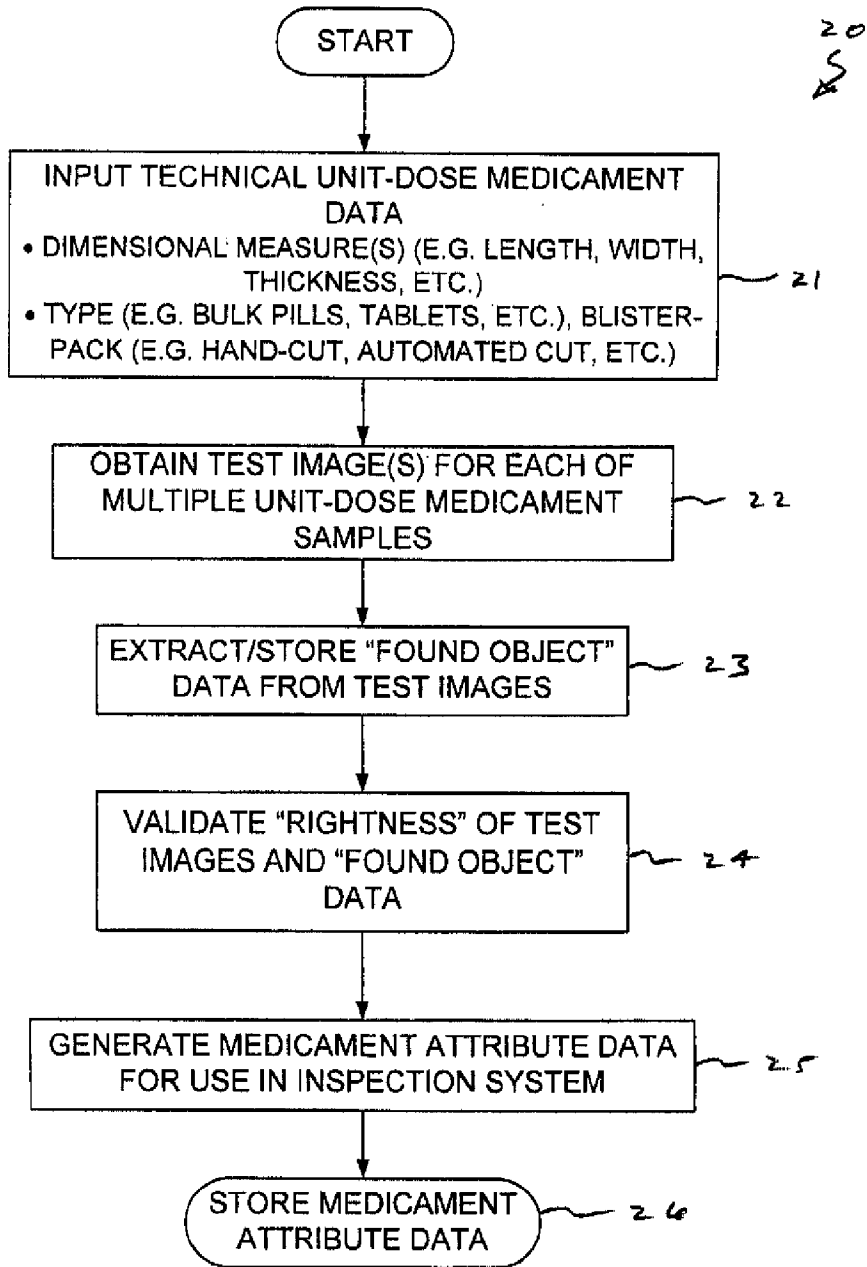 START
20
INPUT TECHNICAL UNIT-DOSE MEDICAMENT
DATA
• DIMENSIONAL MEASURE(S) (E.G. LENGTH, WIDTH,
THICKNESS, ETC.)
• TYPE (E.G. BULK PILLS, TABLETS, ETC.), BLISTER-
PACK (E.G. HAND-CUT, AUTOMATED CUT, ETC.)
21
OBTAIN TEST IMAGE(S) FOR EACH OF
MULTIPLE UNIT-DOSE MEDICAMENT
SAMPLES
22
EXTRACT/STORE "FOUND OBJECT"
DATA FROM TEST IMAGES
23
VALIDATE "RIGHTNESS" OF TEST
IMAGES AND "FOUND OBJECT"
DATA
24
GENERATE MEDICAMENT ATTRIBUTE DATA
FOR USE IN INSPECTION SYSTEM
25
STORE MEDICAMENT
ATTRIBUTE DATA
26